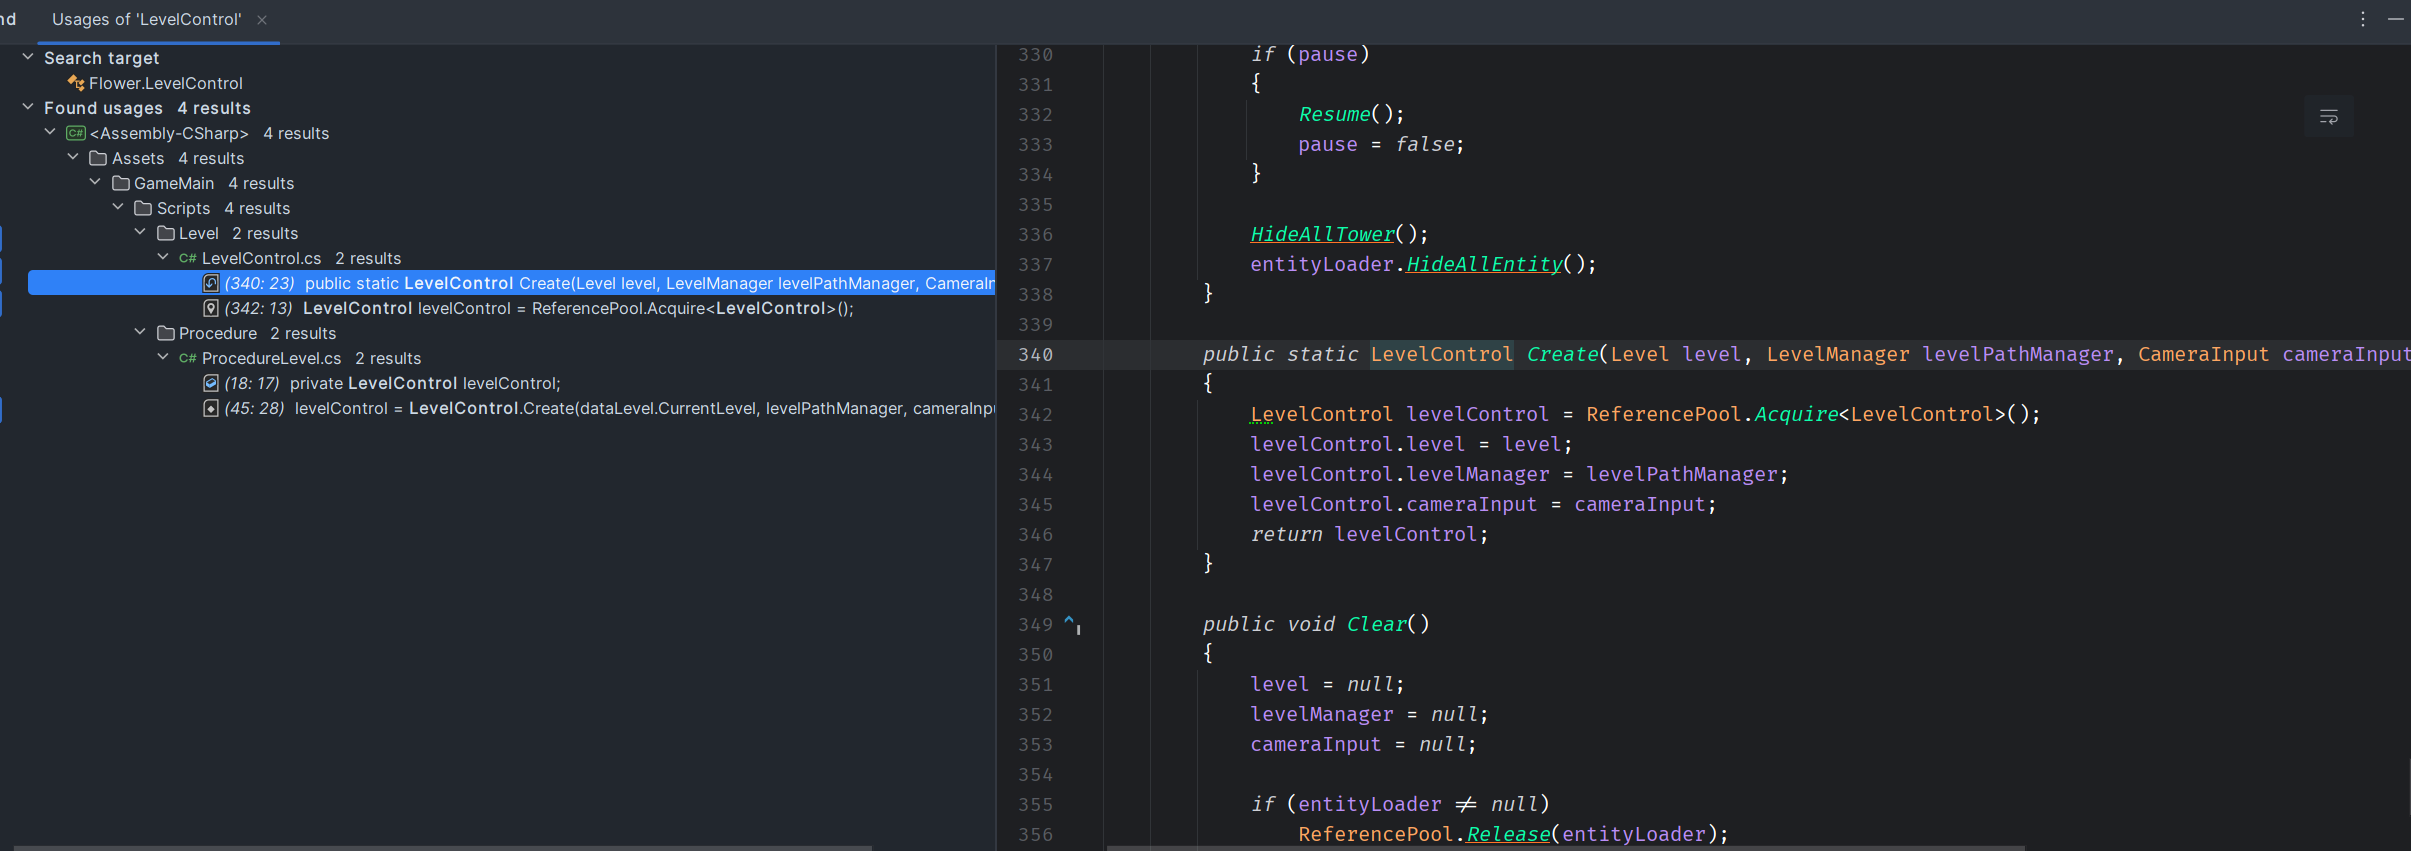 nd Usages of 'LevelControl'
Search target
Flower.LevelControl
Found usages 4 results
C# <Assembly-CSharp> 4 results
Assets 4 results
GameMain 4 results
Scripts 4 results
Level 2 results
C# LevelControl.cs 2 results
(340: 23) public static LevelControl Create(Level level, LevelManager levelPathManager, CameraIn
(342: 13) LevelControl levelControl = ReferencePool.Acquire<LevelControl>();
Procedure 2 results
C# ProcedureLevel.cs 2 results
(18: 17) private LevelControl levelControl;
(45: 28) levelControl = LevelControl.Create(dataLevel.CurrentLevel, levelPathManager, cameraInpu
330 if (pause)
331 {
332 Resume();
333 pause = false;
334 }
335
336 HideAllTower();
337 entityLoader.HideAllEntity();
338 }
339
340 public static LevelControl Create(Level level, LevelManager levelPathManager, CameraInput cameraInput
341 {
342 LevelControl levelControl = ReferencePool.Acquire<LevelControl>();
343 levelControl.level = level;
344 levelControl.levelManager = levelPathManager;
345 levelControl.cameraInput = cameraInput;
346 return levelControl;
347 }
348
349 public void Clear()
350 {
351 level = null;
352 levelManager = null;
353 cameraInput = null;
354
355 if (entityLoader ≠ null)
356 ReferencePool.Release(entityLoader);